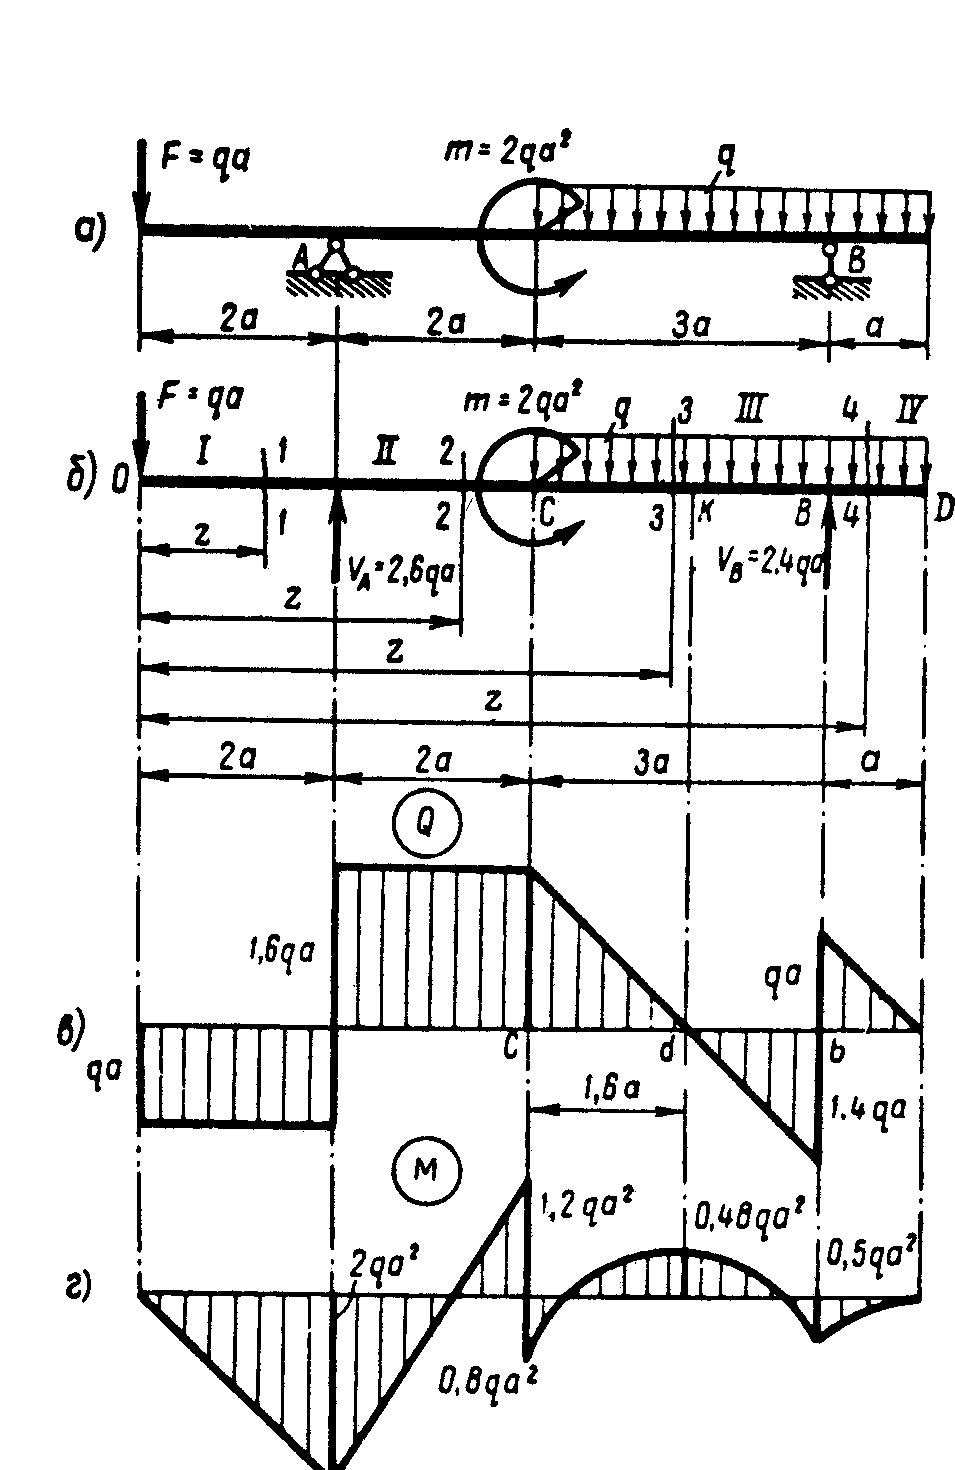 F = qa
m = 2qa²
q
а)
A
B
2a
2a
3a
a
F = qa
m = 2qa²
q
3
III
4
IV
I
1
II
2
б)
0
1
2
C
3
K
B
4
D
z
V_A = 2,6qa
V_B = 2,4qa
z
z
z
2a
2a
3a
a
Q
1,6qa
qa
в)
qa
C
d
b
1,6a
1.4qa
M
1,2qa²
0,48qa²
2qa²
0,5qa²
г)
0,8qa²